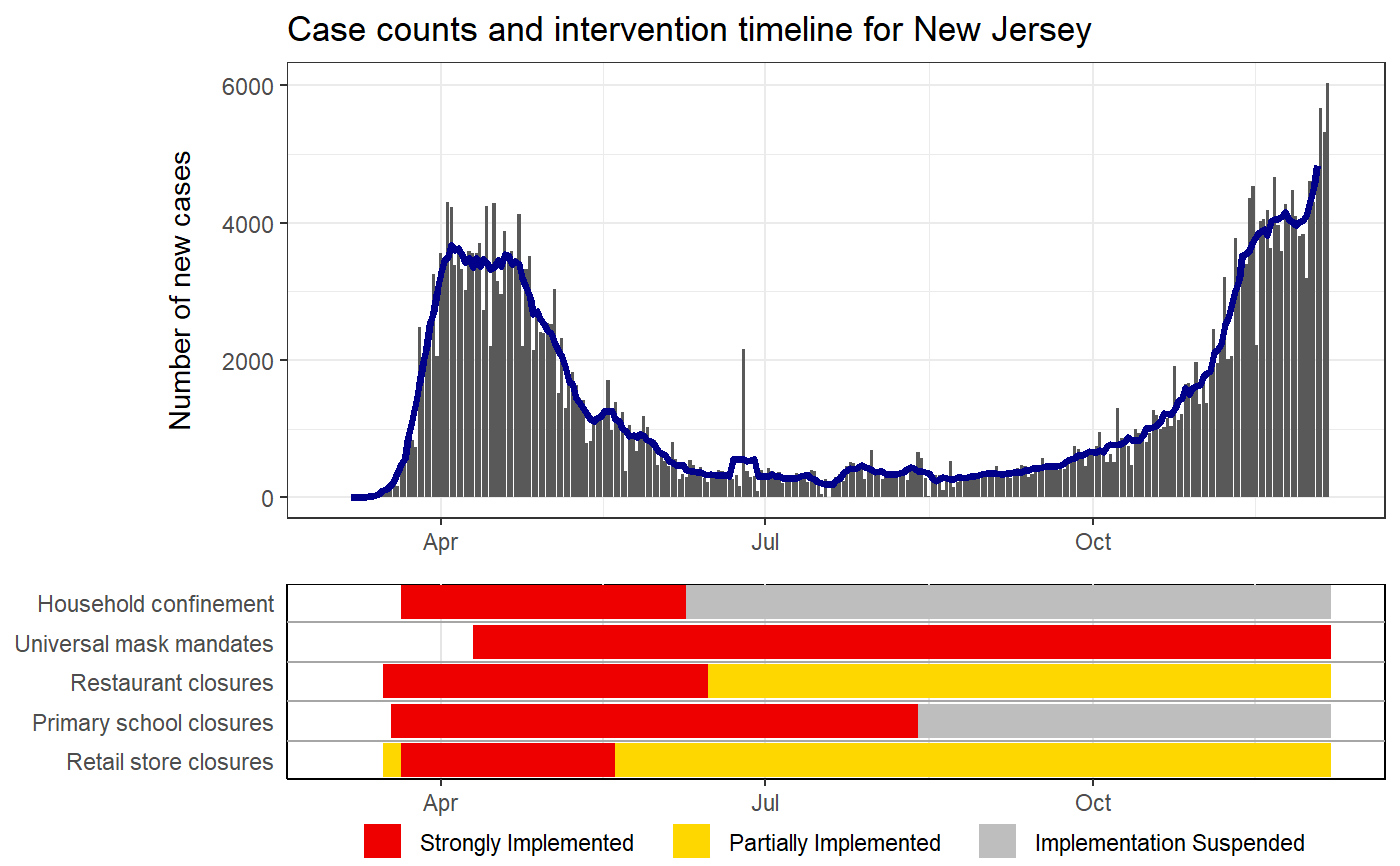 Case counts and intervention timeline for New Jersey
Number of new cases
6000
4000
2000
0
Apr Jul Oct
Household confinement
Universal mask mandates
Restaurant closures
Primary school closures
Retail store closures
Apr Jul Oct
Strongly Implemented Partially Implemented Implementation Suspended